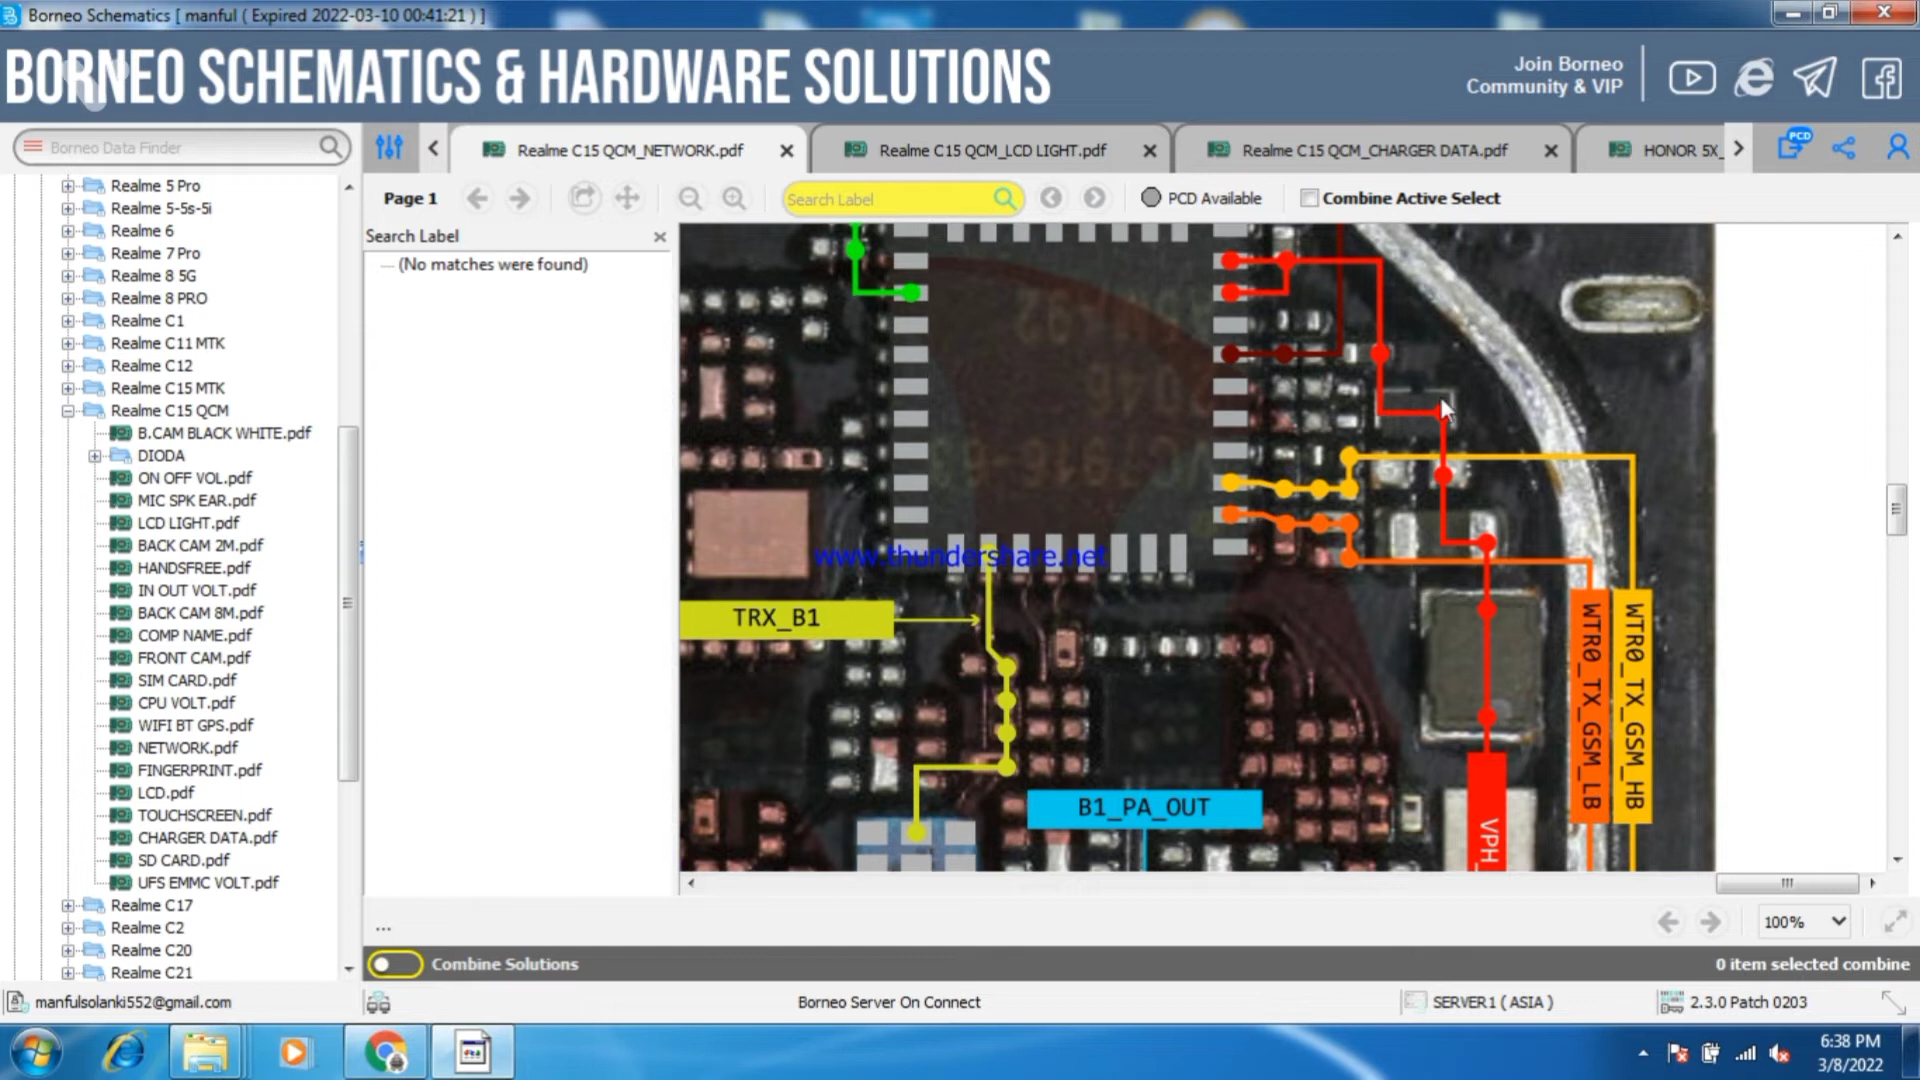 Borneo Schematics [ manful ( Expired 2022-03-10 00:41:21 ) ]
BORNEO SCHEMATICS & HARDWARE SOLUTIONS
Join Borneo
Community & VIP
Borneo Data Finder
Realme C15 QCM_NETWORK.pdf
Realme C15 QCM_LCD LIGHT.pdf
Realme C15 QCM_CHARGER DATA.pdf
HONOR 5X_
PCD
Page 1
Search Label
PCD Available
Combine Active Select
Search Label
(No matches were found)
Realme 5 Pro
Realme 5-5s-5i
Realme 6
Realme 7 Pro
Realme 8 5G
Realme 8 PRO
Realme C1
Realme C11 MTK
Realme C12
Realme C15 MTK
Realme C15 QCM
B.CAM BLACK WHITE.pdf
DIODA
ON OFF VOL.pdf
MIC SPK EAR.pdf
LCD LIGHT.pdf
BACK CAM 2M.pdf
HANDSFREE.pdf
IN OUT VOLT.pdf
BACK CAM 8M.pdf
COMP NAME.pdf
FRONT CAM.pdf
SIM CARD.pdf
CPU VOLT.pdf
WIFI BT GPS.pdf
NETWORK.pdf
FINGERPRINT.pdf
LCD.pdf
TOUCHSCREEN.pdf
CHARGER DATA.pdf
SD CARD.pdf
UFS EMMC VOLT.pdf
Realme C17
Realme C2
Realme C20
Realme C21
www.thundershare.net
TRX_B1
B1_PA_OUT
VPH_
WTR0_TX_GSM_LB
WTR0_TX_GSM_HB
...
100%
Combine Solutions
0 item selected combine
manfulsolanki552@gmail.com
Borneo Server On Connect
SERVER1 ( ASIA )
2.3.0 Patch 0203
6:38 PM
3/8/2022